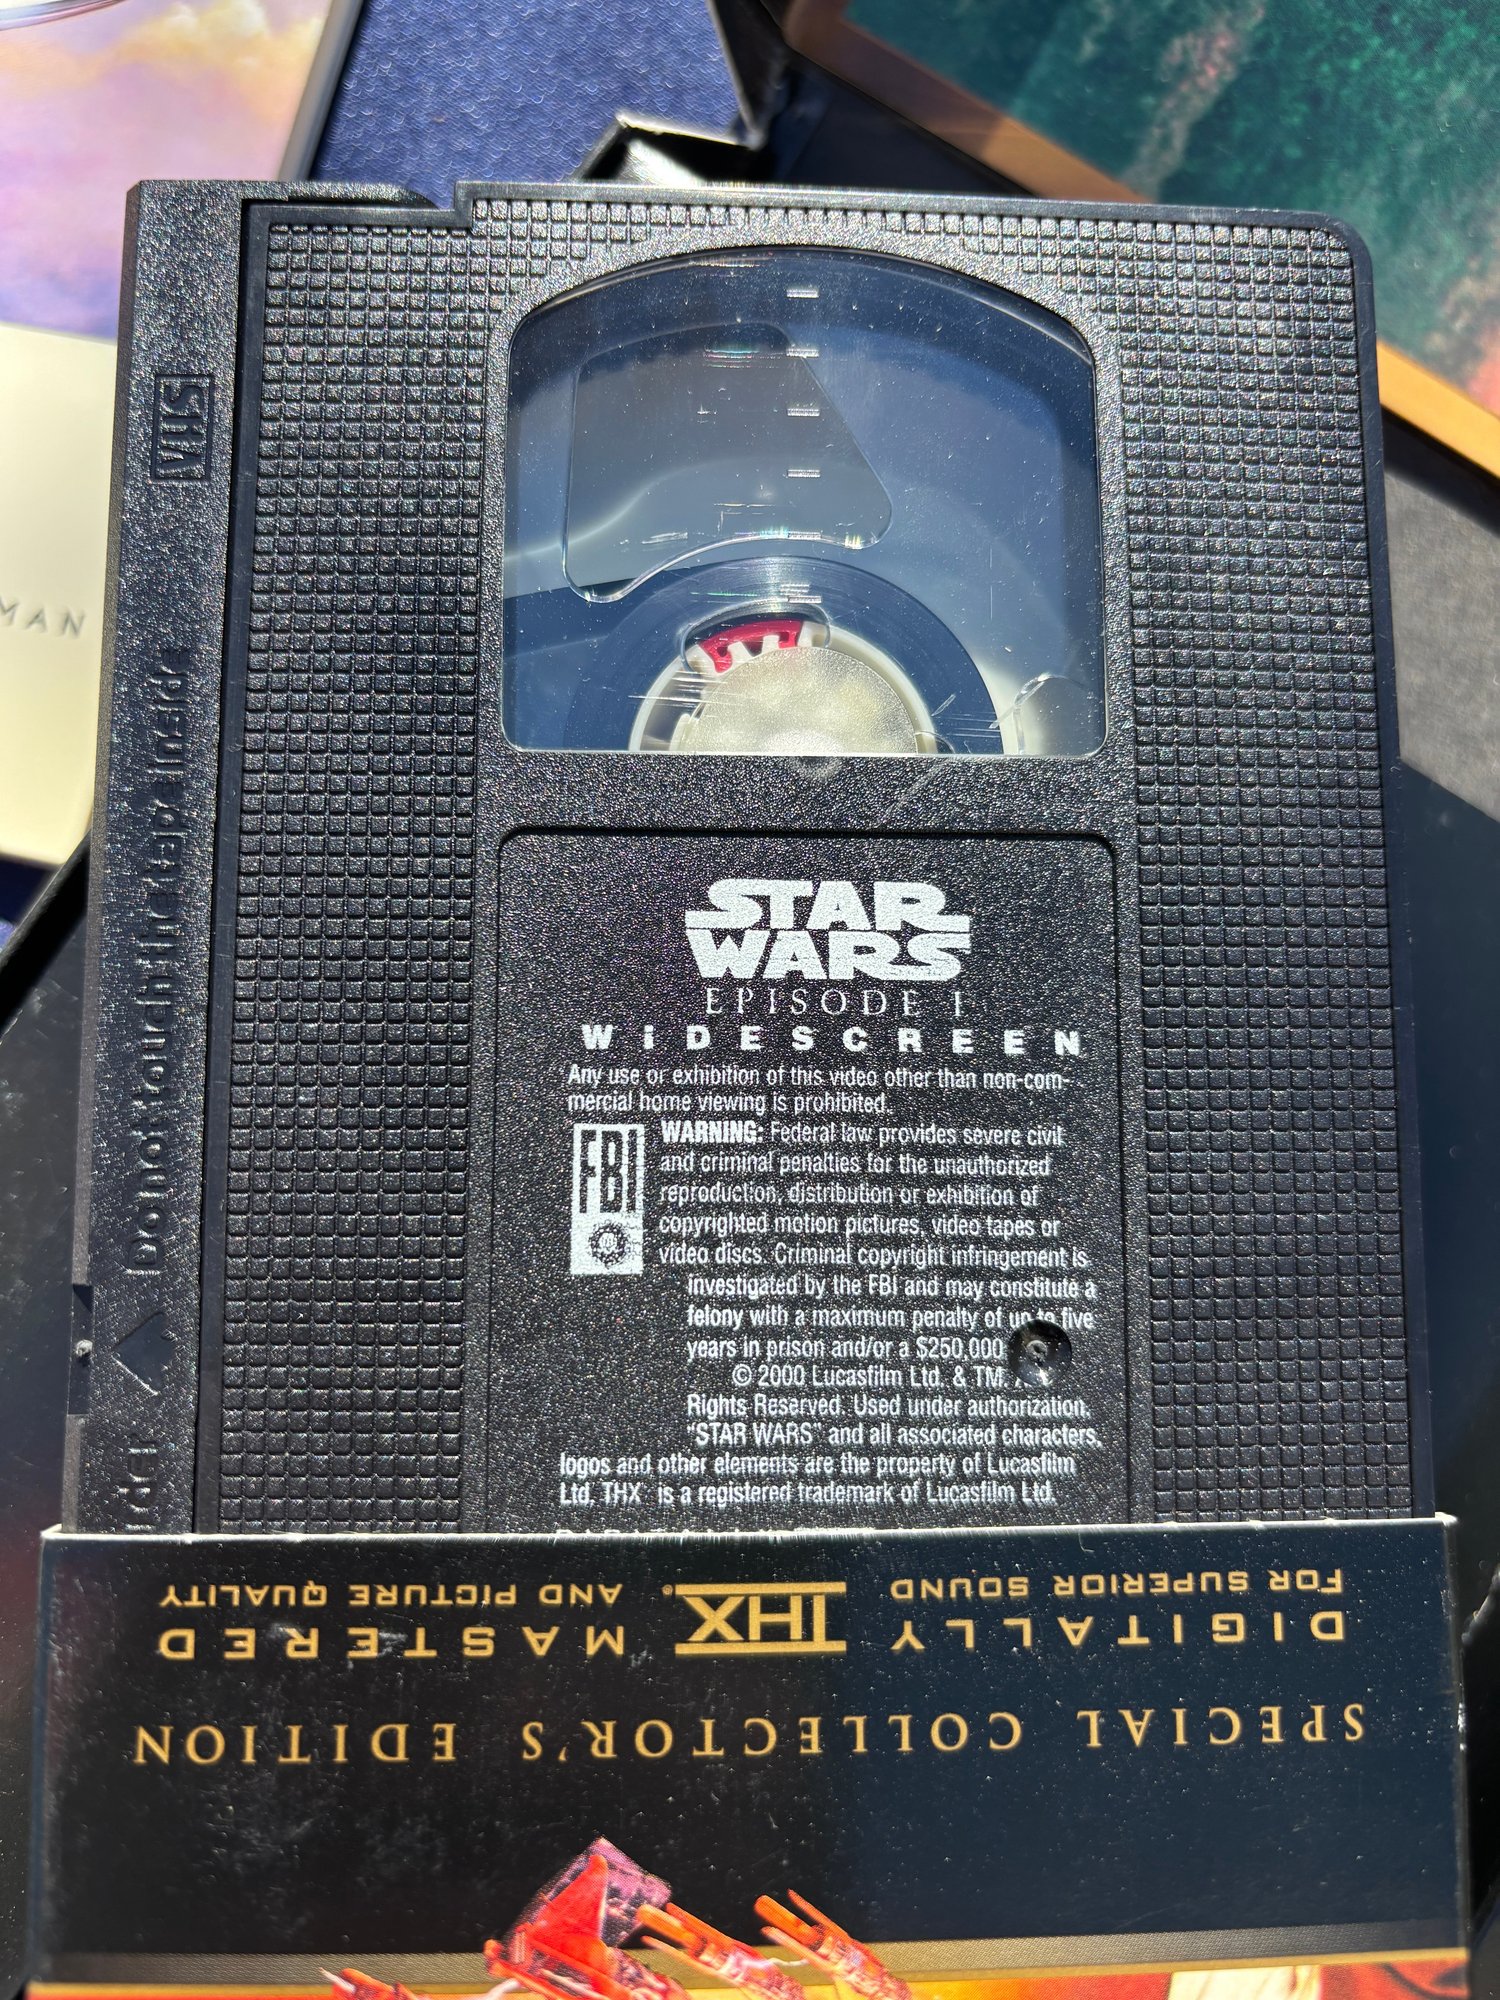 MAN
VHS
Do not touch the tape inside
STAR
WARS
EPISODE I
WIDESCREEN
Any use or exhibition of this video other than non-com-
mercial home viewing is prohibited.
FBI
WARNING: Federal law provides severe civil
and criminal penalties for the unauthorized
reproduction, distribution or exhibition of
copyrighted motion pictures, video tapes or
video discs. Criminal copyright infringement is
investigated by the FBI and may constitute a
felony with a maximum penalty of up to five
years in prison and/or a $250,000
© 2000 Lucasfilm Ltd. & TM.
Rights Reserved. Used under authorization.
"STAR WARS" and all associated characters,
logos and other elements are the property of Lucasfilm
Ltd. THX is a registered trademark of Lucasfilm Ltd.
SPECIAL COLLECTOR'S EDITION
DIGITALLY THX® MASTERED
FOR SUPERIOR SOUND AND PICTURE QUALITY